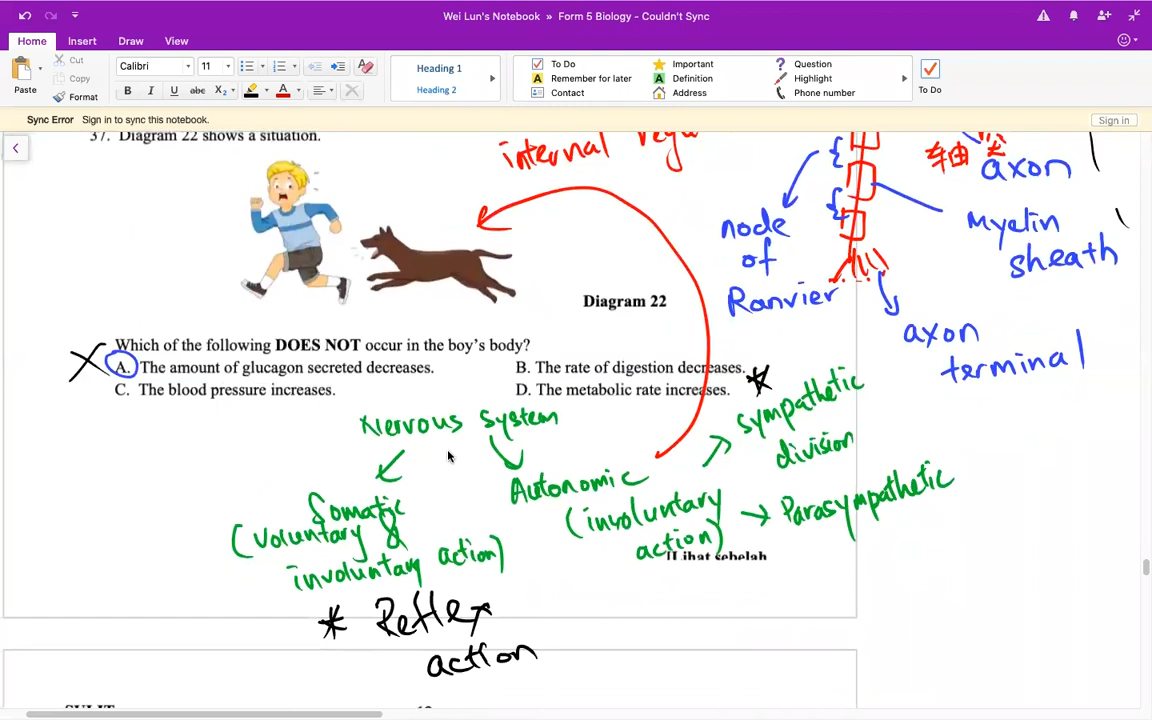 Wei Lun's Notebook » Form 5 Biology - Couldn't Sync
Home Insert Draw View
Paste
Cut
Copy
Format
Calibri 11
B I U abc X₂ A
Heading 1
Heading 2
To Do
Remember for later
Contact
Important
Definition
Address
Question
Highlight
Phone number
To Do
Sync Error Sign in to sync this notebook. Sign in
37. Diagram 22 shows a situation.
internal
轴突
axon
node
of
Ranvier
Myelin
sheath
axon
terminal
Diagram 22
Which of the following DOES NOT occur in the boy's body?
A. The amount of glucagon secreted decreases. B. The rate of digestion decreases.
C. The blood pressure increases. D. The metabolic rate increases.
Nervous system
Somatic
(voluntary &
involuntary action)
* Reflex
action
Autonomic
(involuntary
action)
sympathetic
division
Parasympathetic
[Lihat sebelah
SULIT